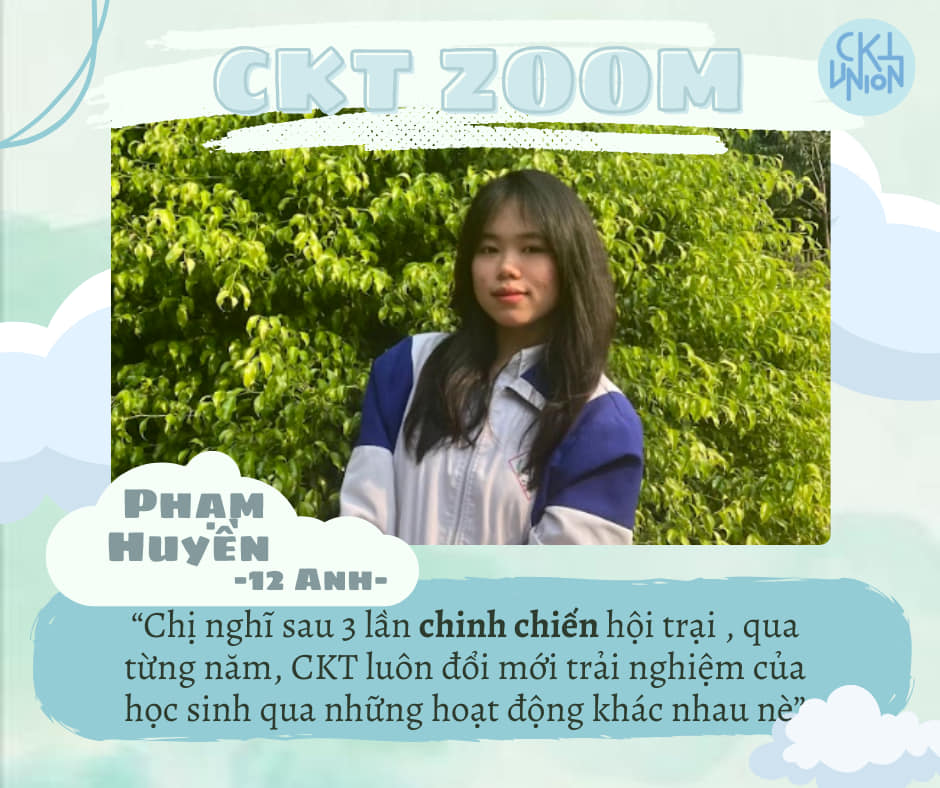 CKT ZOOM
CKT
UNION
PHẠM
HUYỀN
-12 ANH-
“Chị nghĩ sau 3 lần chinh chiến hội trại , qua
từng năm, CKT luôn đổi mới trải nghiệm của
học sinh qua những hoạt động khác nhau nè”